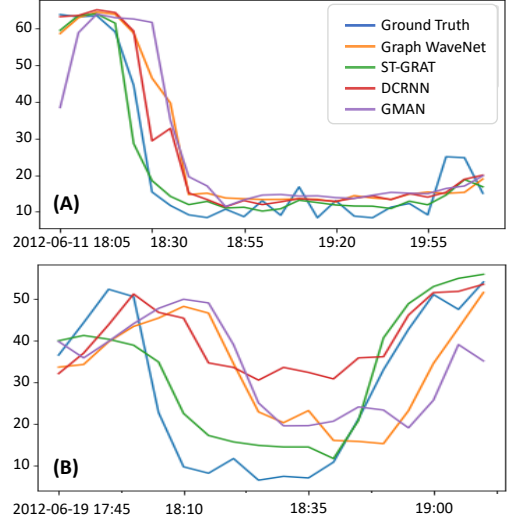 60
50
40
30
20
10
(A)
Ground Truth
Graph WaveNet
ST-GRAT
DCRNN
GMAN
2012-06-11 18:05
18:30
18:55
19:20
19:55
50
40
30
20
10
(B)
2012-06-19 17:45
18:10
18:35
19:00